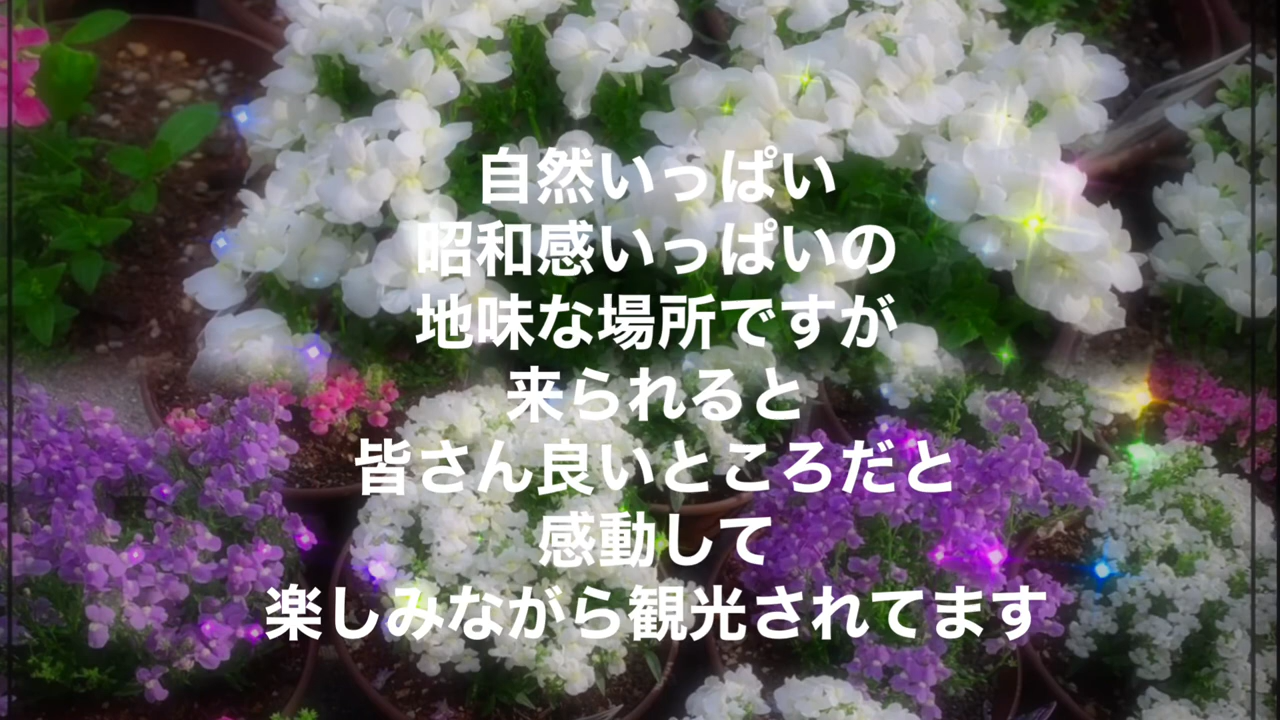 自然いっぱい
昭和感いっぱいの
地味な場所ですが
来られると
皆さん良いところだと
感動して
楽しみながら観光されてます